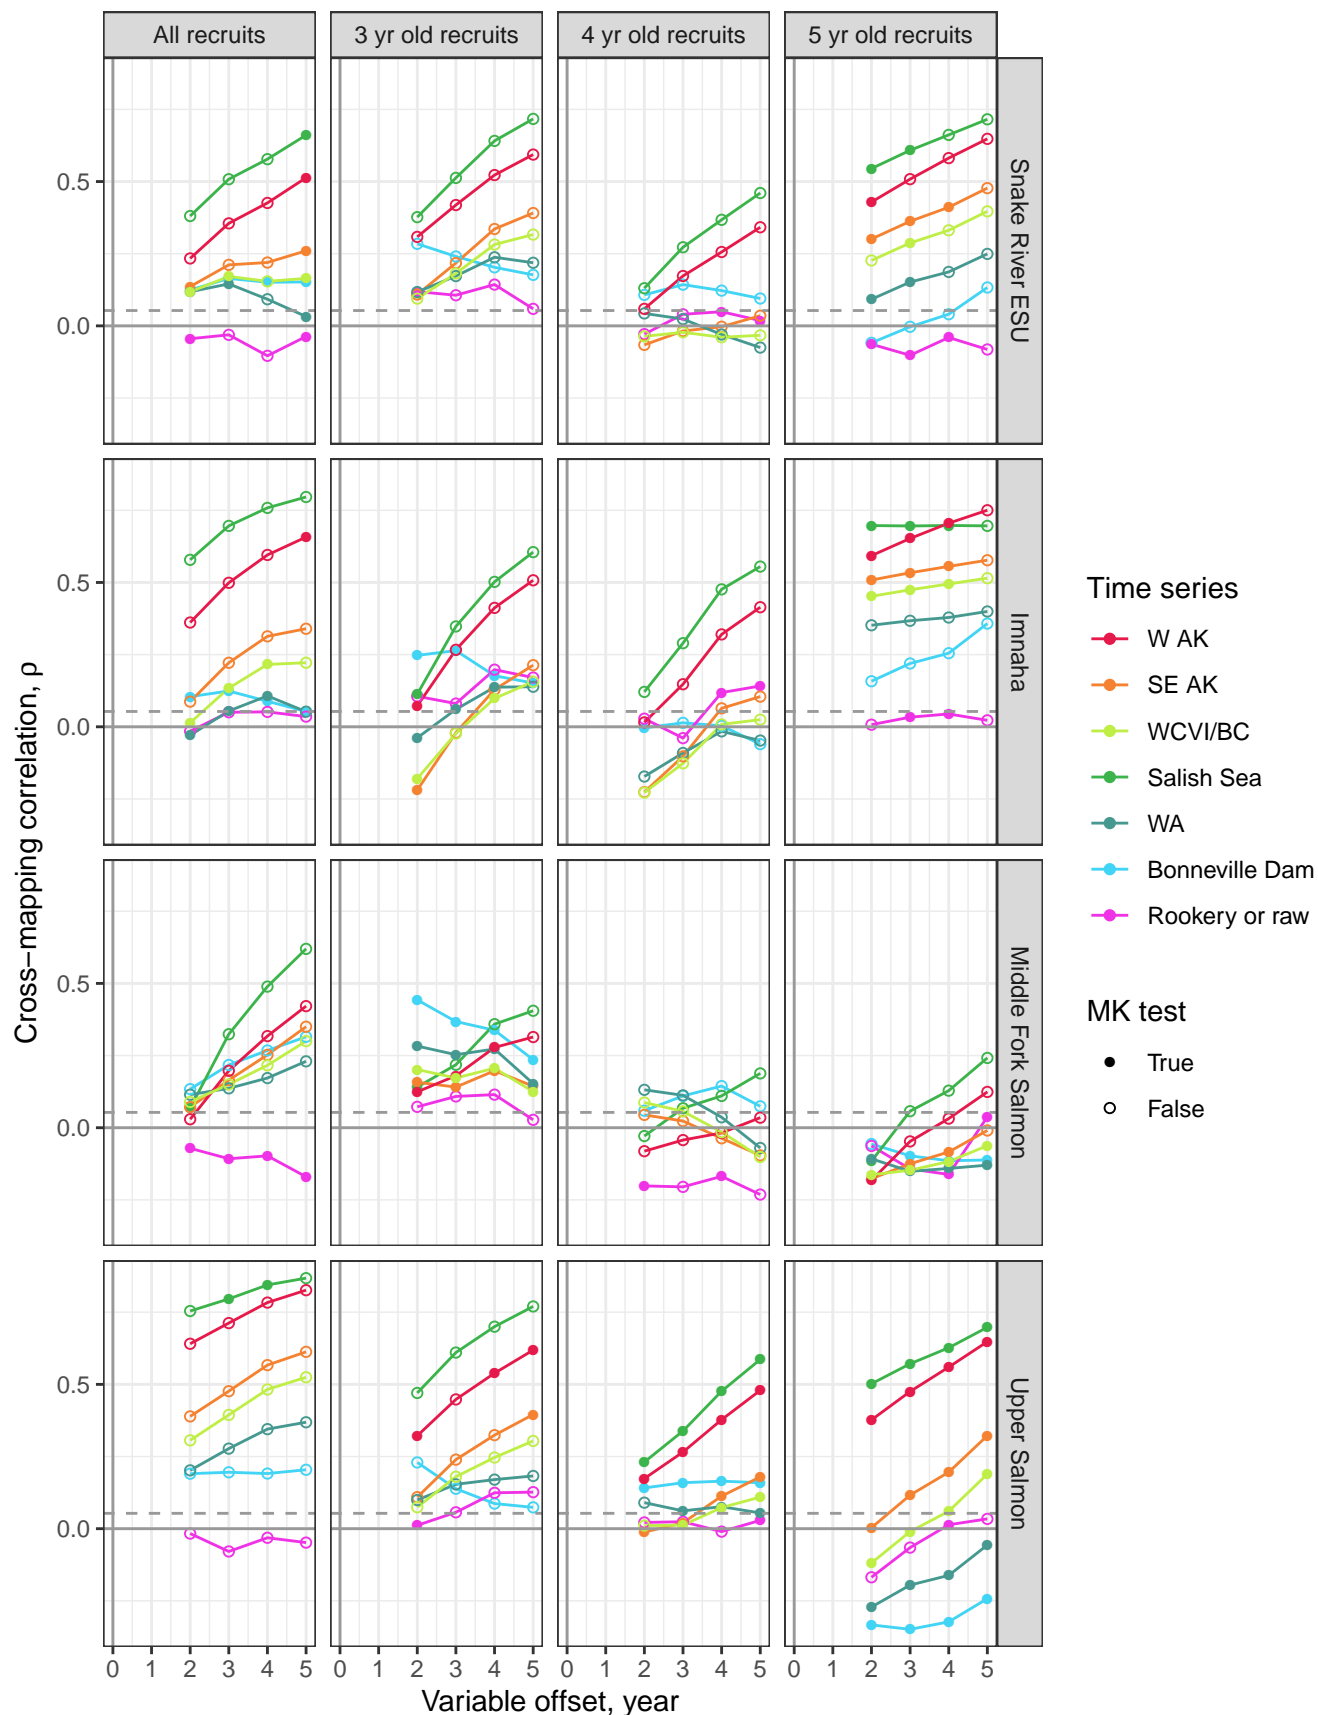 All recruits
3 yr old recruits
4 yr old recruits
5 yr old recruits
0.5
0.0
Snake River ESU
0.5
0.0
Imnaha
0.5
0.0
Middle Fork Salmon
0.5
0.0
Upper Salmon
0 1 2 3 4 5
0 1 2 3 4 5
0 1 2 3 4 5
0 1 2 3 4 5
Variable offset, year
Cross−mapping correlation, ρ
Time series
W AK
SE AK
WCVI/BC
Salish Sea
WA
Bonneville Dam
Rookery or raw
MK test
True
False